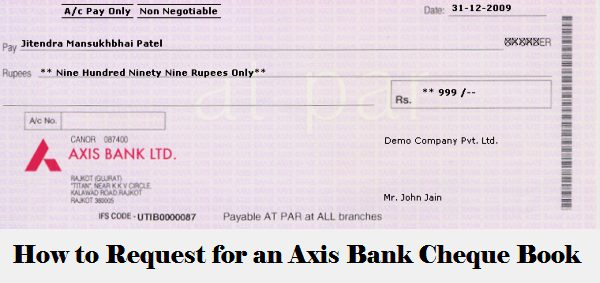 A/c Pay Only Non Negotiable
Date: 31-12-2009
Pay Jitendra Mansukhbhai Patel
Rupees ** Nine Hundred Ninety Nine Rupees Only**
at par
Rs. ** 999 /--
A/c No.
CANOR 087400
AXIS BANK LTD.
Demo Company Pvt. Ltd.
RAJKOT (GUJRAT)
"TITAN", NEAR K K V CIRCLE,
KALAWAD ROAD, RAJKOT
RAJKOT 360005
Mr. John Jain
IFS CODE - UTIB0000087 Payable AT PAR at ALL branches
How to Request for an Axis Bank Cheque Book